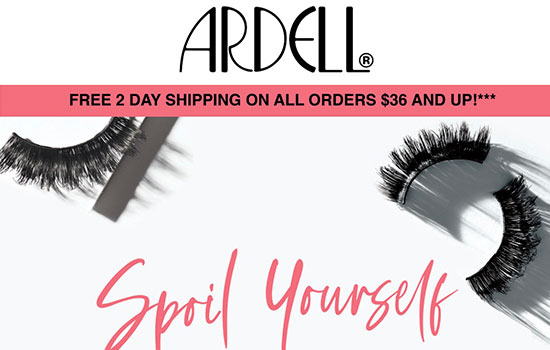 ARDELL®
FREE 2 DAY SHIPPING ON ALL ORDERS $36 AND UP!***
Spoil Yourself